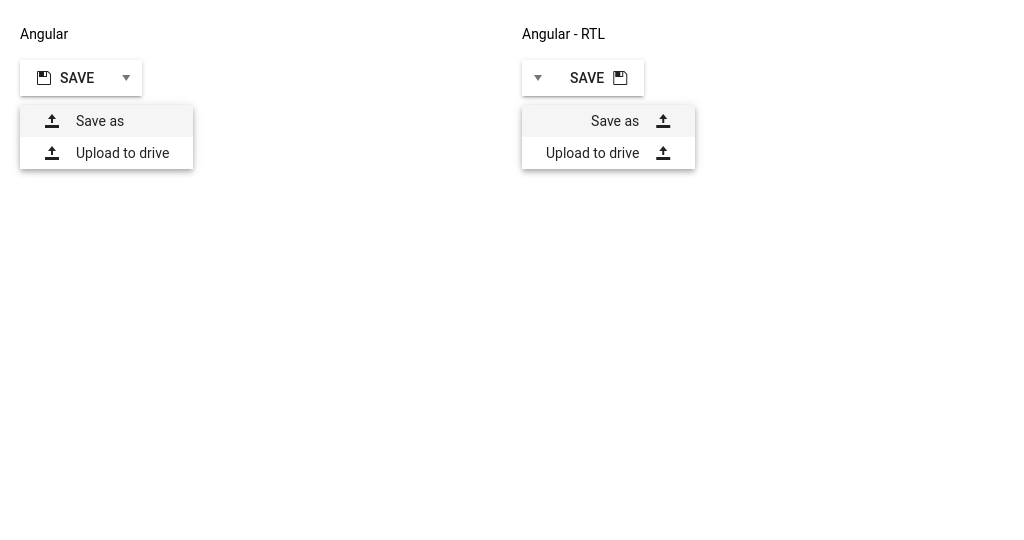 Angular
SAVE
Save as
Upload to drive
Angular - RTL
SAVE
Save as
Upload to drive